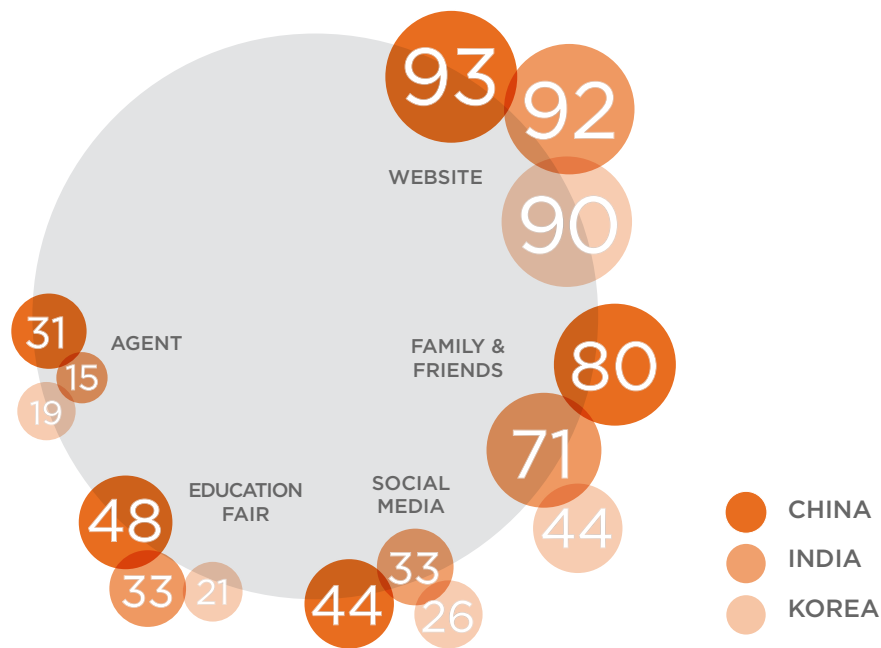 93
92
WEBSITE
90
31
AGENT
15
19
FAMILY &
FRIENDS
80
71
44
48
EDUCATION
FAIR
33
21
SOCIAL
MEDIA
33
44
26
CHINA
INDIA
KOREA